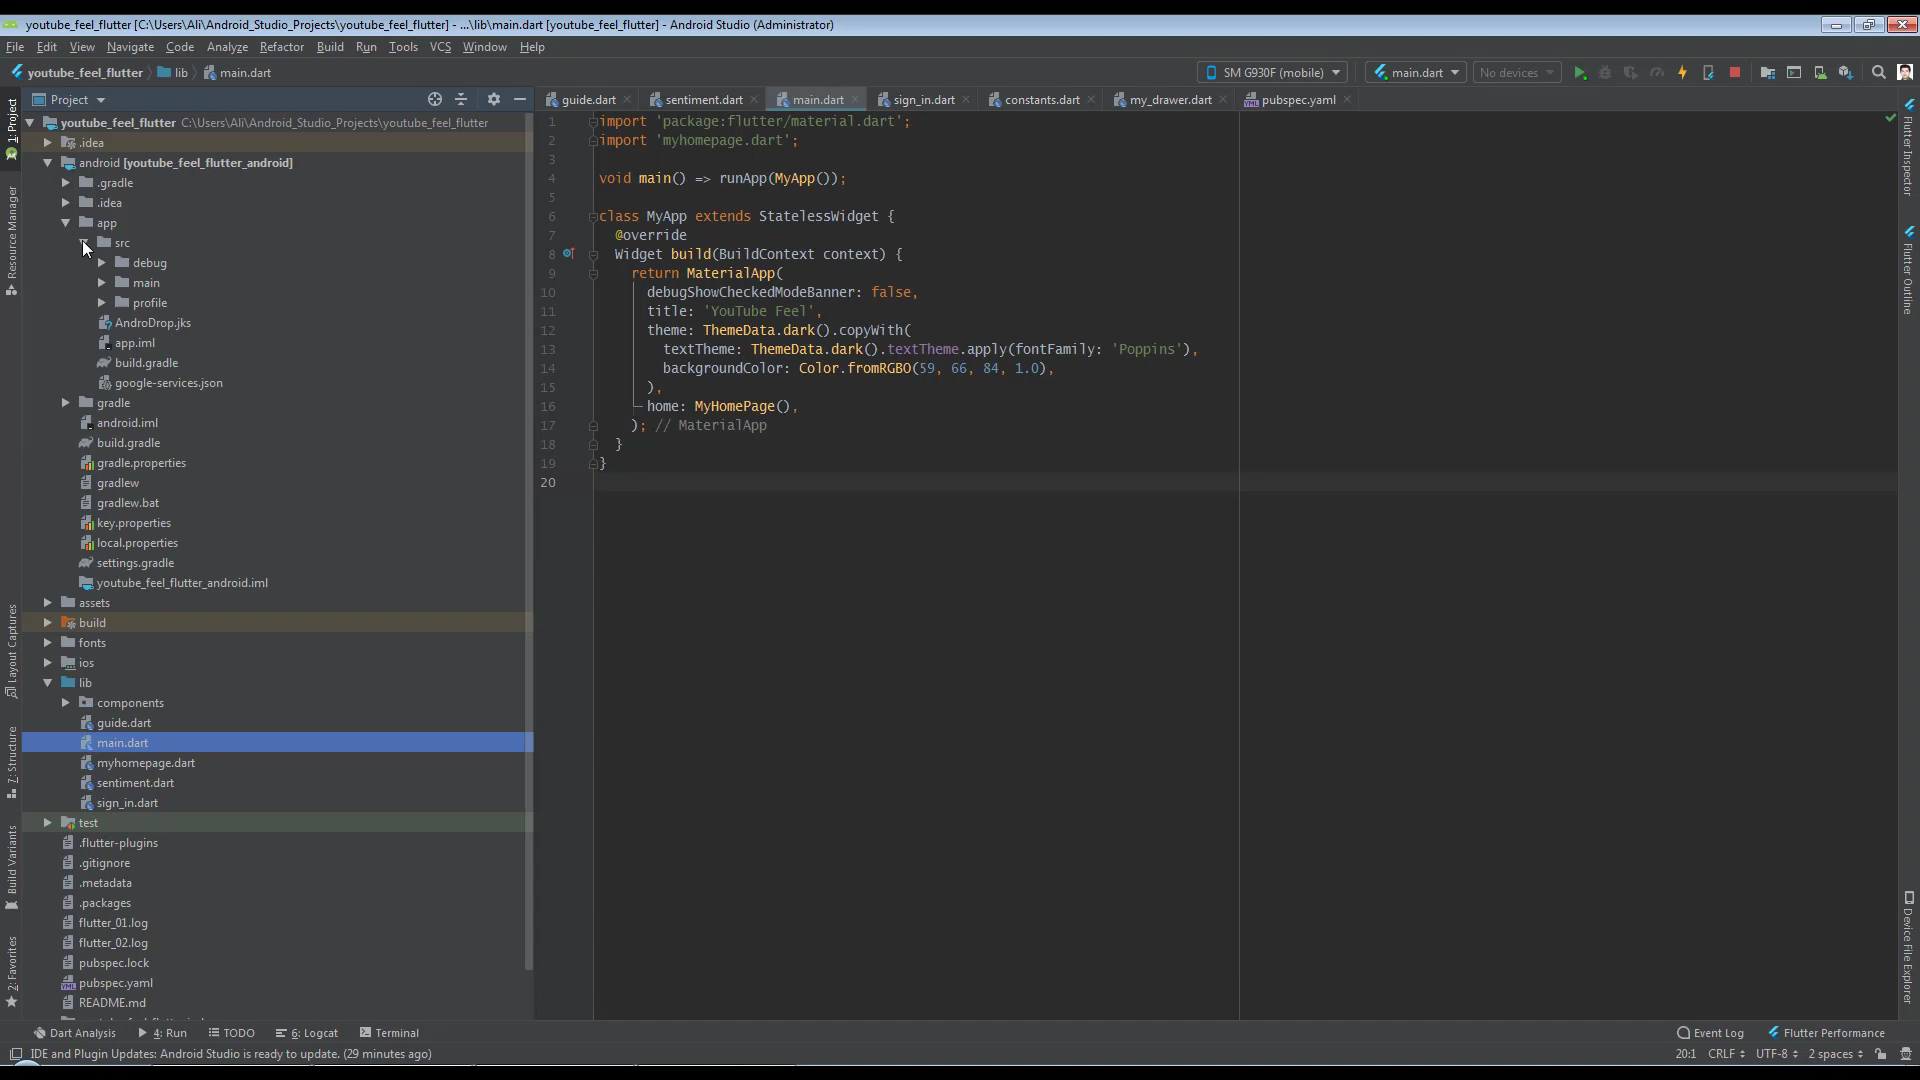 youtube_feel_flutter [C:\Users\Ali\Android_Studio_Projects\youtube_feel_flutter] - ...\lib\main.dart [youtube_feel_flutter] - Android Studio (Administrator)
File Edit View Navigate Code Analyze Refactor Build Run Tools VCS Window Help
youtube_feel_flutter lib main.dart SM G930F (mobile) main.dart No devices
Project guide.dart sentiment.dart main.dart sign_in.dart constants.dart my_drawer.dart pubspec.yaml
1: Project
Resource Manager
Layout Captures
7: Structure
Build Variants
2: Favorites
youtube_feel_flutter C:\Users\Ali\Android_Studio_Projects\youtube_feel_flutter
.idea
android [youtube_feel_flutter_android]
.gradle
.idea
app
src
debug
main
profile
AndroDrop.jks
app.iml
build.gradle
google-services.json
gradle
android.iml
build.gradle
gradle.properties
gradlew
gradlew.bat
key.properties
local.properties
settings.gradle
youtube_feel_flutter_android.iml
assets
build
fonts
ios
lib
components
guide.dart
main.dart
myhomepage.dart
sentiment.dart
sign_in.dart
test
.flutter-plugins
.gitignore
.metadata
.packages
flutter_01.log
flutter_02.log
pubspec.lock
pubspec.yaml
README.md
1 import 'package:flutter/material.dart';
2 import 'myhomepage.dart';
3
4 void main() => runApp(MyApp());
5
6 class MyApp extends StatelessWidget {
7 @override
8 Widget build(BuildContext context) {
9 return MaterialApp(
10 debugShowCheckedModeBanner: false,
11 title: 'YouTube Feel',
12 theme: ThemeData.dark().copyWith(
13 textTheme: ThemeData.dark().textTheme.apply(fontFamily: 'Poppins'),
14 backgroundColor: Color.fromRGBO(59, 66, 84, 1.0),
15 ),
16 home: MyHomePage(),
17 ); // MaterialApp
18 }
19 }
20
Flutter Inspector
Flutter Outline
Device File Explorer
Dart Analysis 4: Run TODO 6: Logcat Terminal Event Log Flutter Performance
IDE and Plugin Updates: Android Studio is ready to update. (29 minutes ago) 20:1 CRLF UTF-8 2 spaces